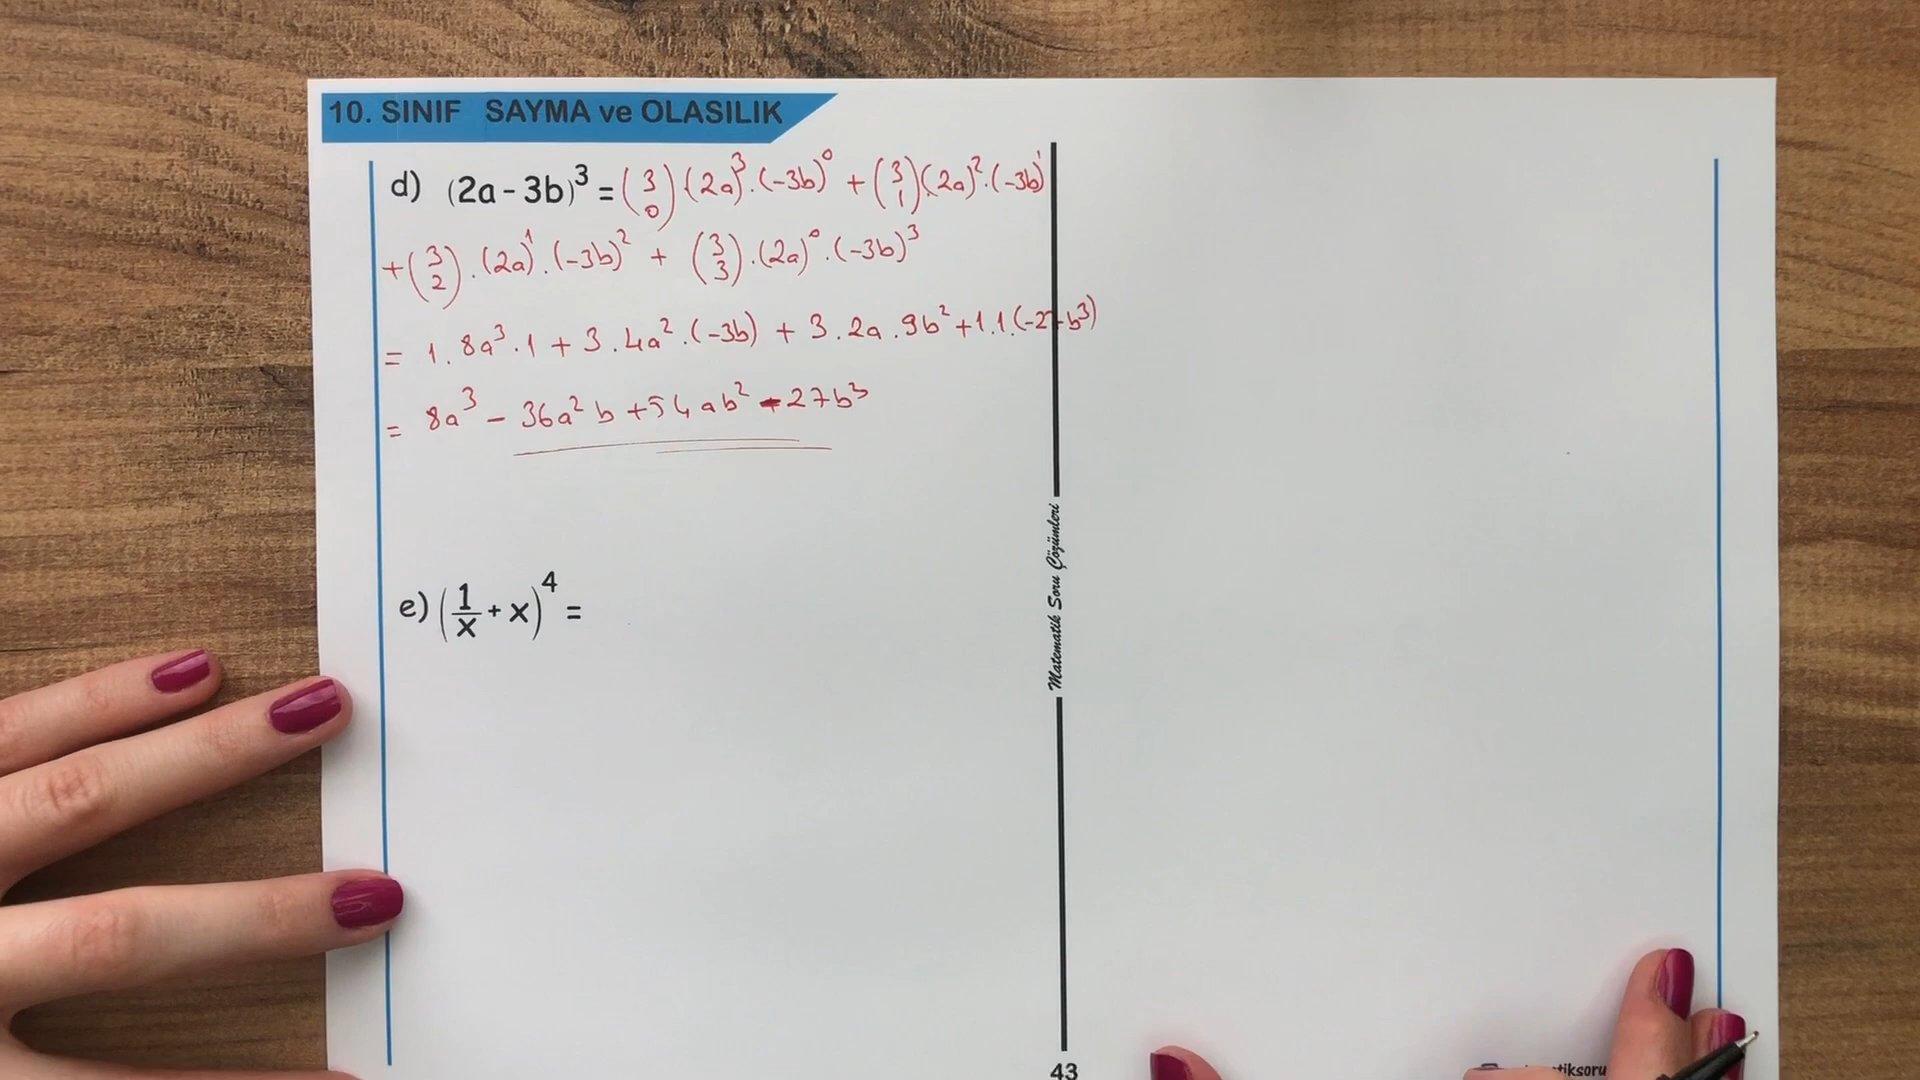 10. SINIF SAYMA ve OLASILIK
d) (2a - 3b)³ = (3 0) (2a)³ . (-3b)⁰ + (3 1) . (2a)² . (-3b)¹
+ (3 2) . (2a)¹ . (-3b)² + (3 3) . (2a)⁰ . (-3b)³
= 1 . 8a³ . 1 + 3 . 4a² . (-3b) + 3 . 2a . 9b² + 1 . 1 . (-27b³)
= 8a³ - 36a²b + 54ab² - 27b³
e) (1/x + x)⁴ =
Matematik Soru Çözümleri
43